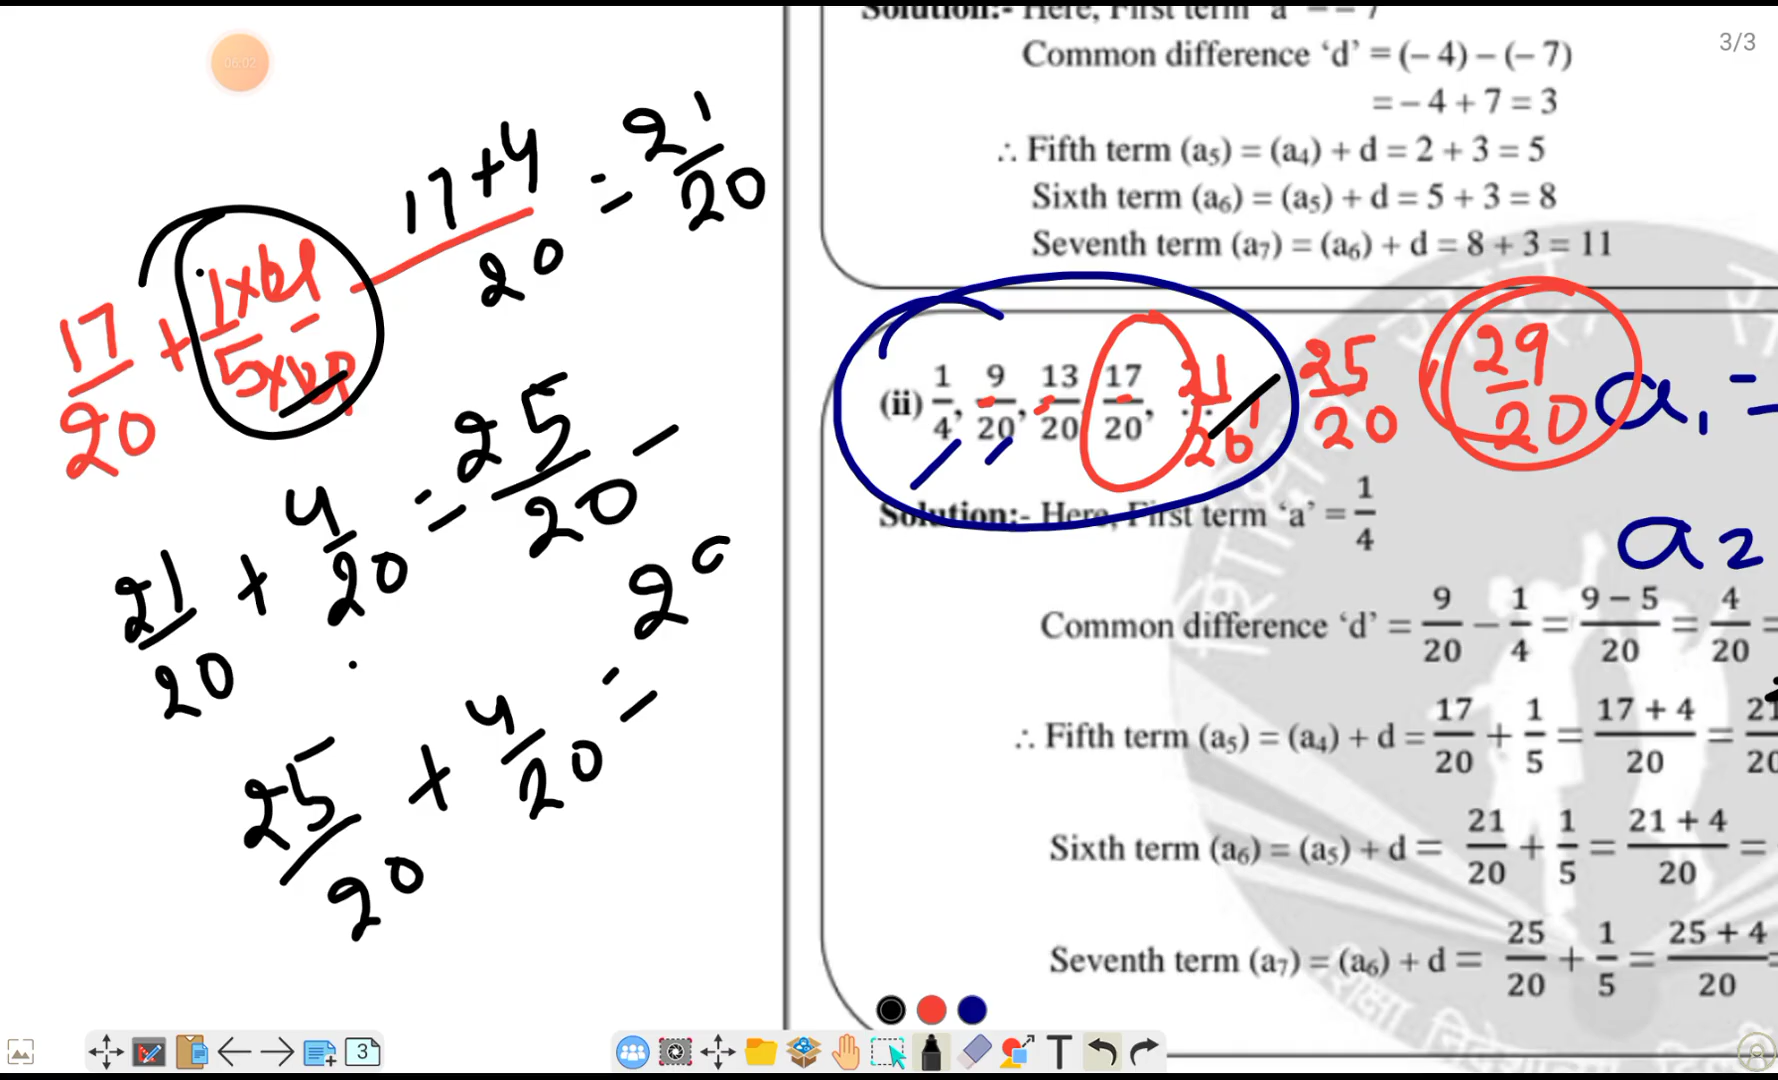 06:02
3/3
Solution:- Here, First term 'a' = – 7
Common difference 'd' = (– 4) – (– 7)
= – 4 + 7 = 3
∴ Fifth term (a₅) = (a₄) + d = 2 + 3 = 5
Sixth term (a₆) = (a₅) + d = 5 + 3 = 8
Seventh term (a₇) = (a₆) + d = 8 + 3 = 11
17/20 + 1×4/5×4 17+4/20 = 21/20
21/20 + 4/20 = 25/20
25/20 + 4/20 = 29
(ii) 1/4, 9/20, 13/20, 17/20, ... 21/20, 25/20 29/20 a₁ =
Solution:- Here, First term 'a' = 1/4
a₂
Common difference 'd' = 9/20 – 1/4 = 9 – 5/20 = 4/20 =
∴ Fifth term (a₅) = (a₄) + d = 17/20 + 1/5 = 17 + 4/20 = 21/20
Sixth term (a₆) = (a₅) + d = 21/20 + 1/5 = 21 + 4/20 =
Seventh term (a₇) = (a₆) + d = 25/20 + 1/5 = 25 + 4/20 =
3
T